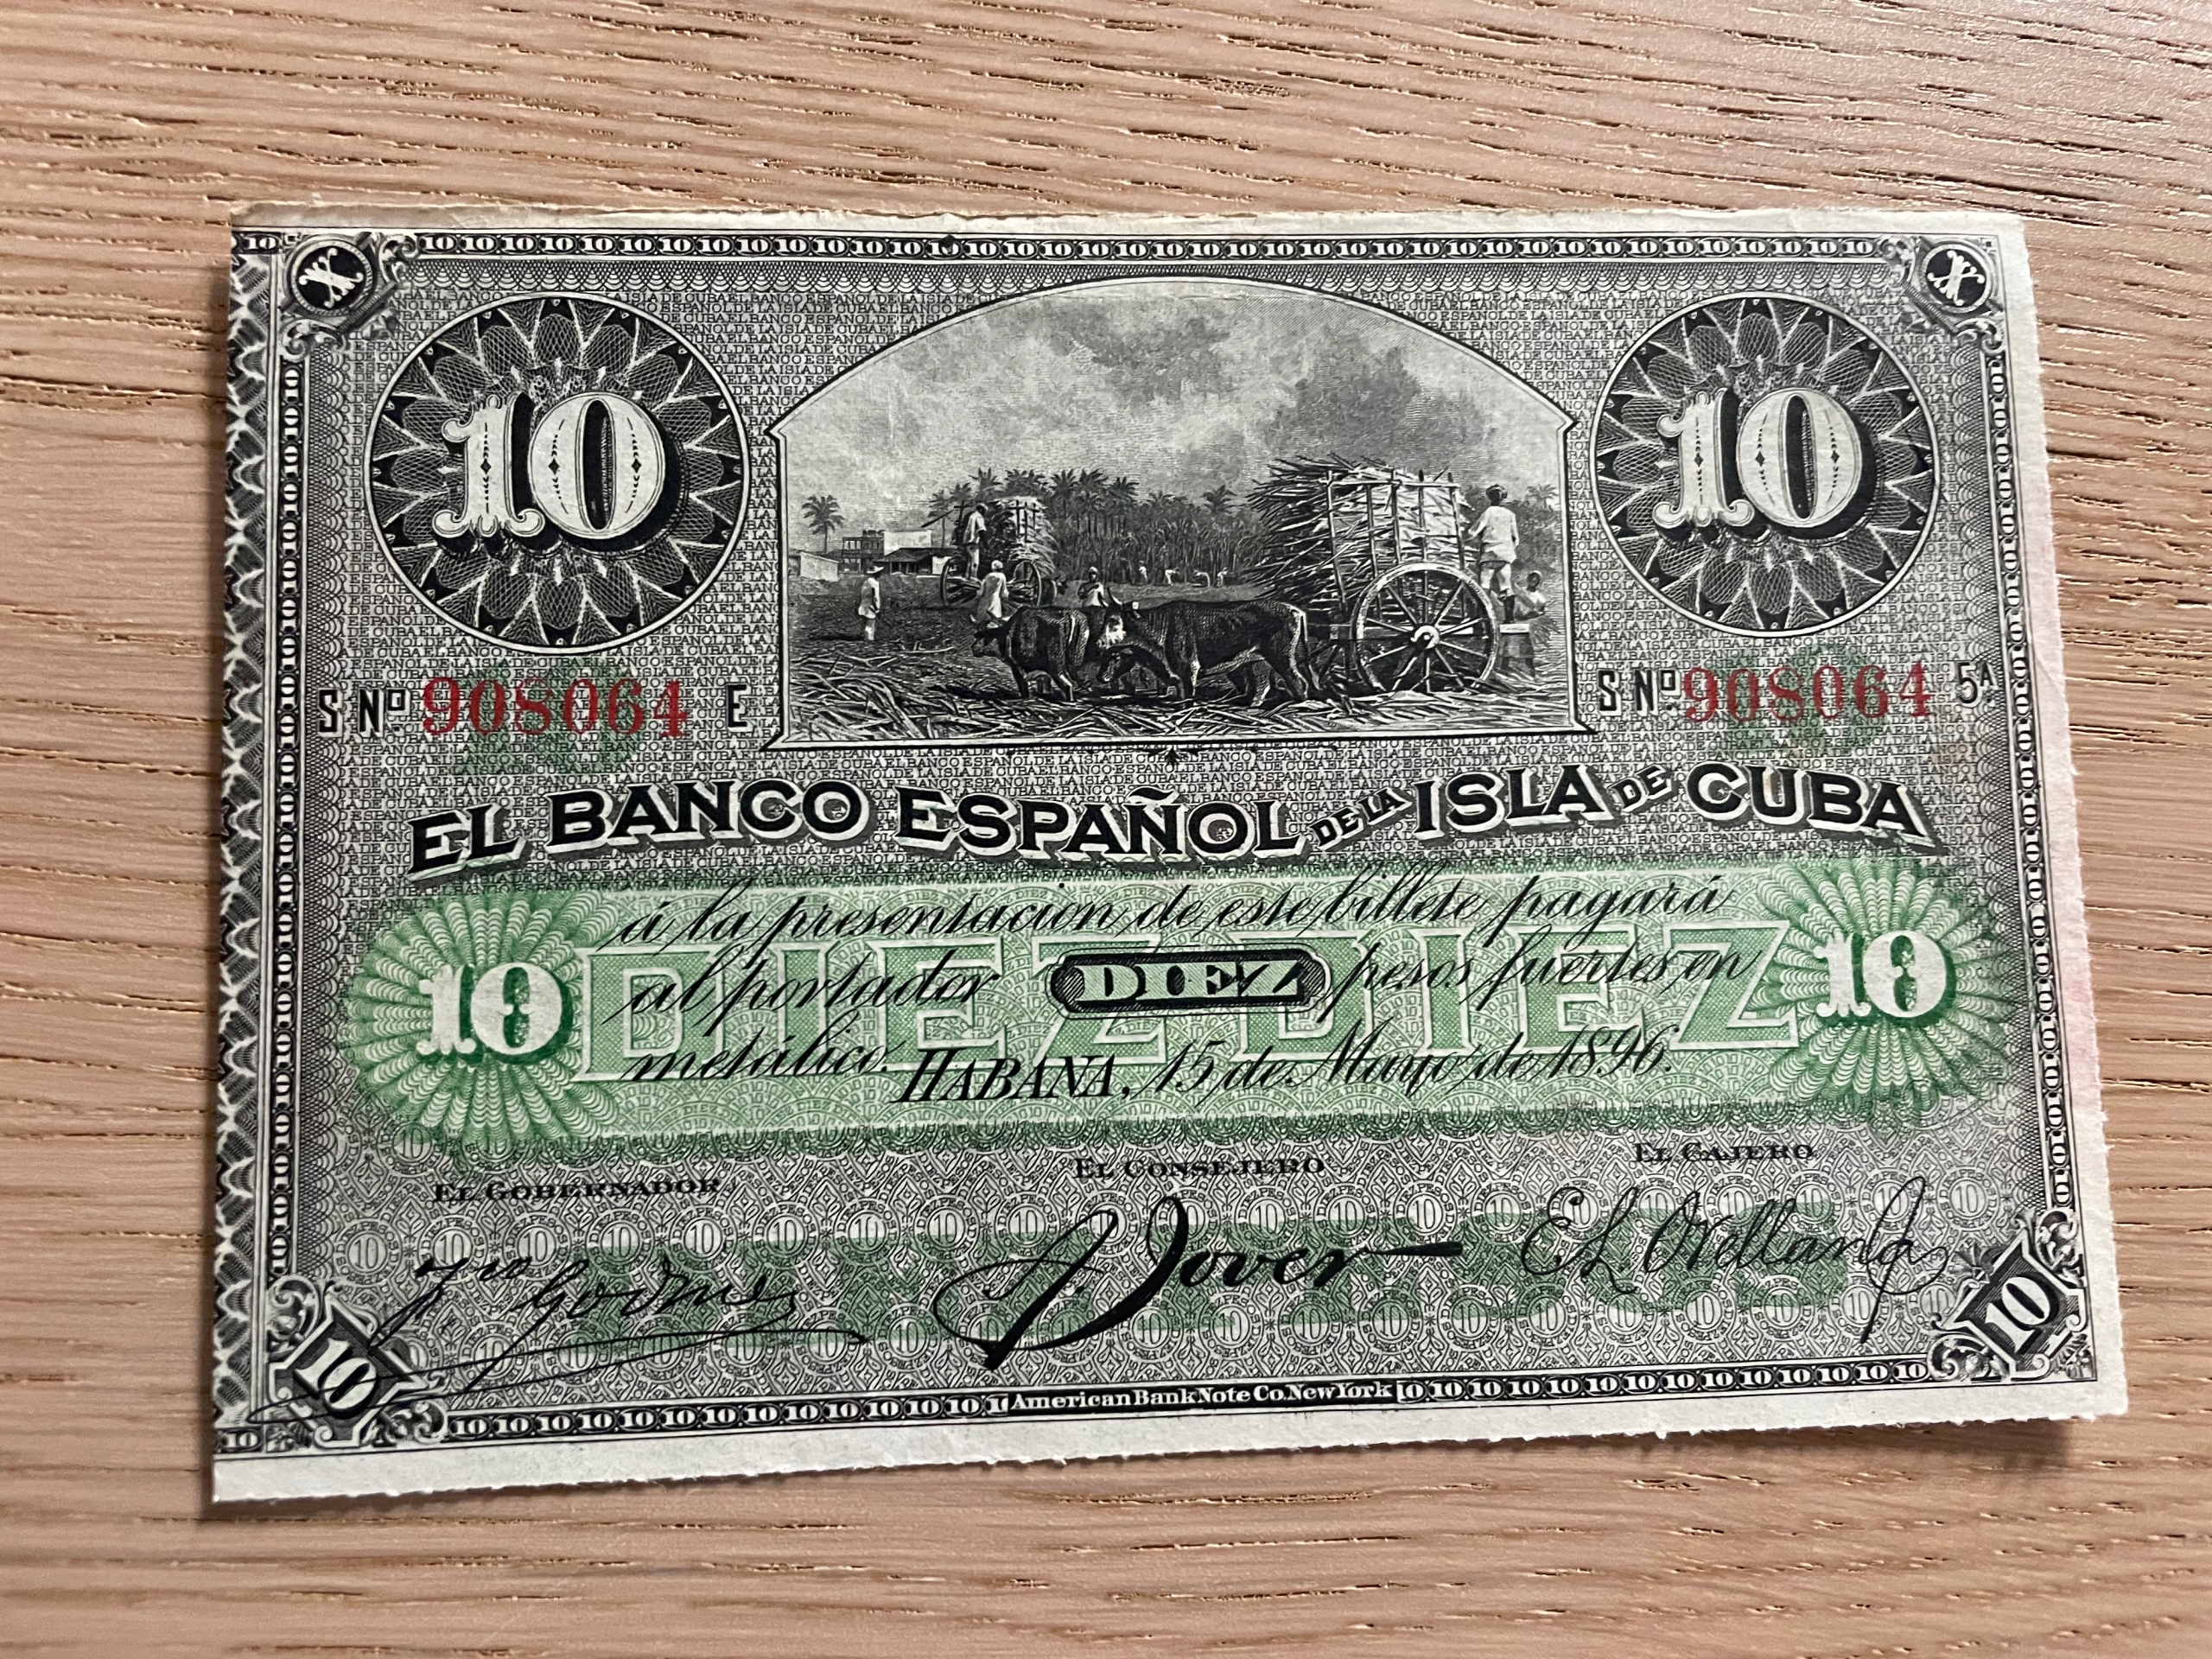 X X
10 10
S. Nº 908064 E S. Nº 908064 5A
EL BANCO ESPAÑOL DE LA ISLA DE CUBA
á la presentacion de este billete pagará
10 al portador DIEZ pesos fuertes en 10
DIEZ DIEZ
metálico. HABANA, 15 de Mayo de 1896.
EL GOBERNADOR EL CONSEJERO EL CAJERO
E L Orellana
10 10
American Bank Note Co. New York